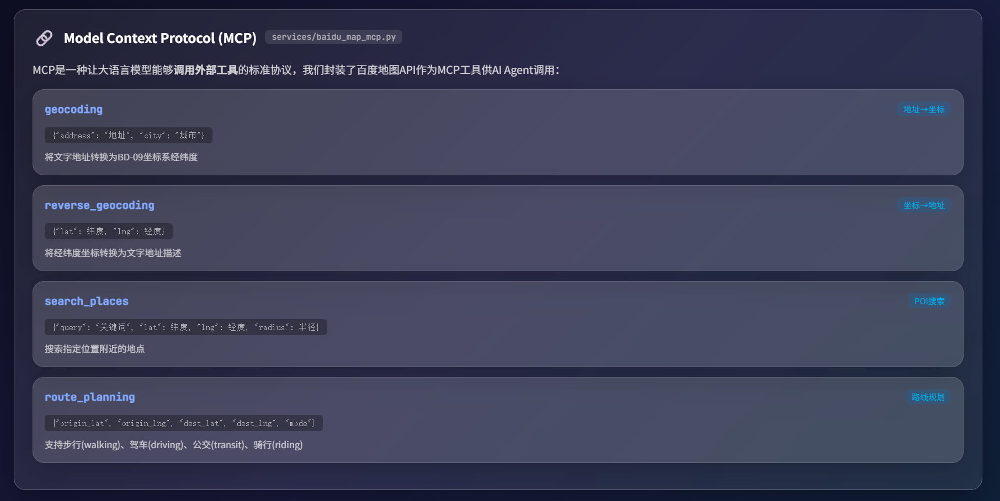 Model Context Protocol (MCP) services/baidu_map_mcp.py
MCP是一种让大语言模型能够调用外部工具的标准协议，我们封装了百度地图API作为MCP工具供AI Agent调用：
geocoding 地址→坐标
{"address": "地址", "city": "城市"}
将文字地址转换为BD-09坐标系经纬度
reverse_geocoding 坐标→地址
{"lat": 纬度, "lng": 经度}
将经纬度坐标转换为文字地址描述
search_places POI搜索
{"query": "关键词", "lat": 纬度, "lng": 经度, "radius": 半径}
搜索指定位置附近的地点
route_planning 路线规划
{"origin_lat", "origin_lng", "dest_lat", "dest_lng", "mode"}
支持步行(walking)、驾车(driving)、公交(transit)、骑行(riding)